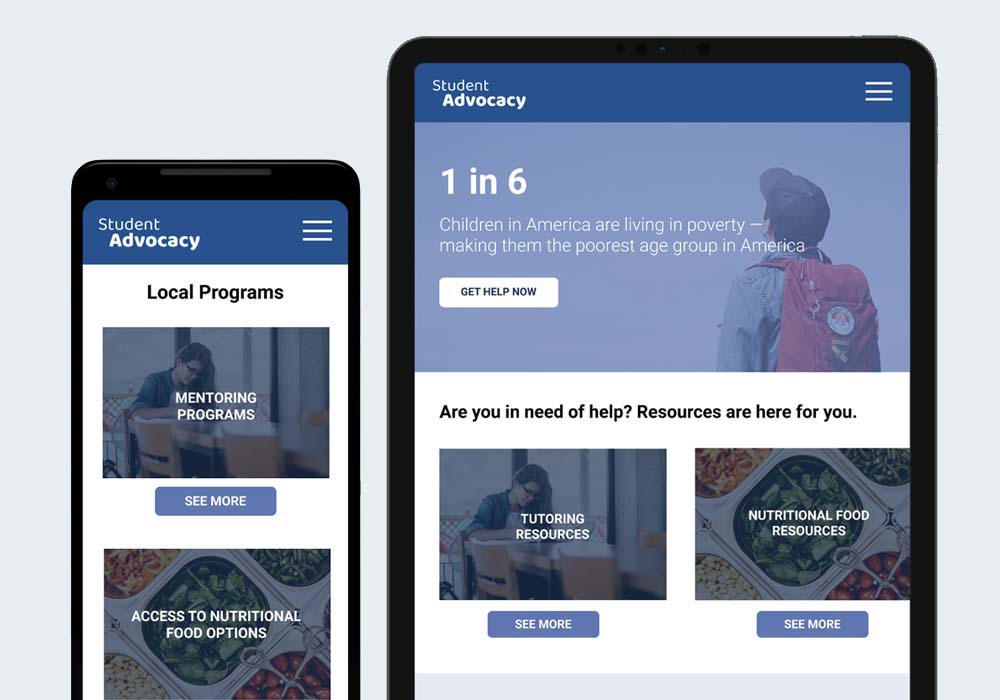 Student
Advocacy
Local Programs
MENTORING
PROGRAMS
SEE MORE
ACCESS TO NUTRITIONAL
FOOD OPTIONS
Student
Advocacy
1 in 6
Children in America are living in poverty —
making them the poorest age group in America
GET HELP NOW
Are you in need of help? Resources are here for you.
TUTORING
RESOURCES
SEE MORE
NUTRITIONAL FOOD
RESOURCES
SEE MORE